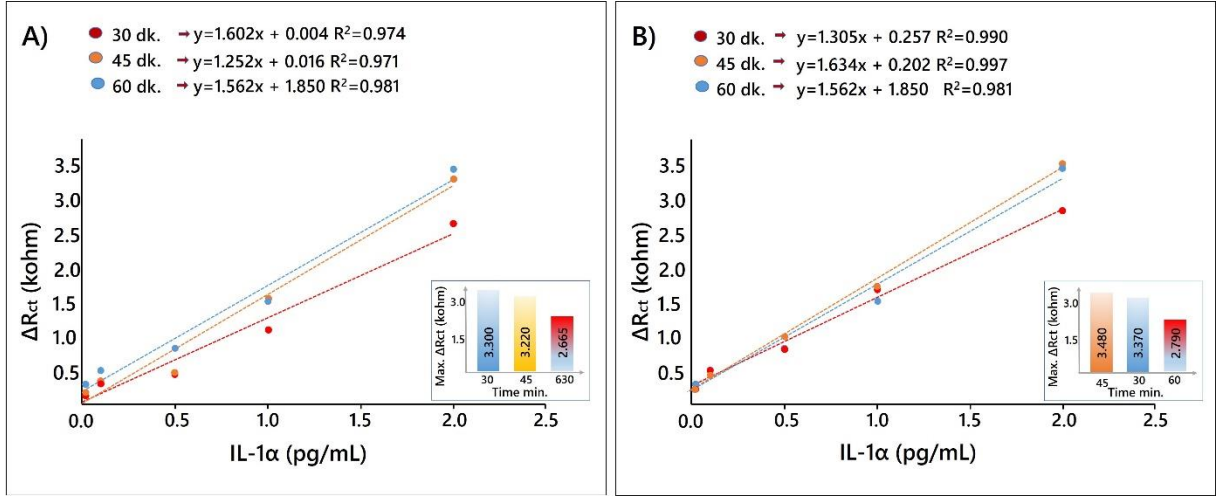 A)
30 dk. → y=1.602x + 0.004 R²=0.974
45 dk. → y=1.252x + 0.016 R²=0.971
60 dk. → y=1.562x + 1.850 R²=0.981
ΔRct (kohm)
3.5
3.0
2.5
2.0
1.5
1.0
0.5
0.0 0.5 1.0 1.5 2.0 2.5
IL-1α (pg/mL)
Max. ΔRct (kohm)
3.0
1.5
3.300 3.220 2.665
30 45 630
Time min.
B)
30 dk. → y=1.305x + 0.257 R²=0.990
45 dk. → y=1.634x + 0.202 R²=0.997
60 dk. → y=1.562x + 1.850 R²=0.981
ΔRct (kohm)
3.5
3.0
2.5
2.0
1.5
1.0
0.5
0.0 0.5 1.0 1.5 2.0 2.5
IL-1α (pg/mL)
Max. ΔRct (kohm)
3.0
1.5
3.480 3.370 2.790
45 30 60
Time min.